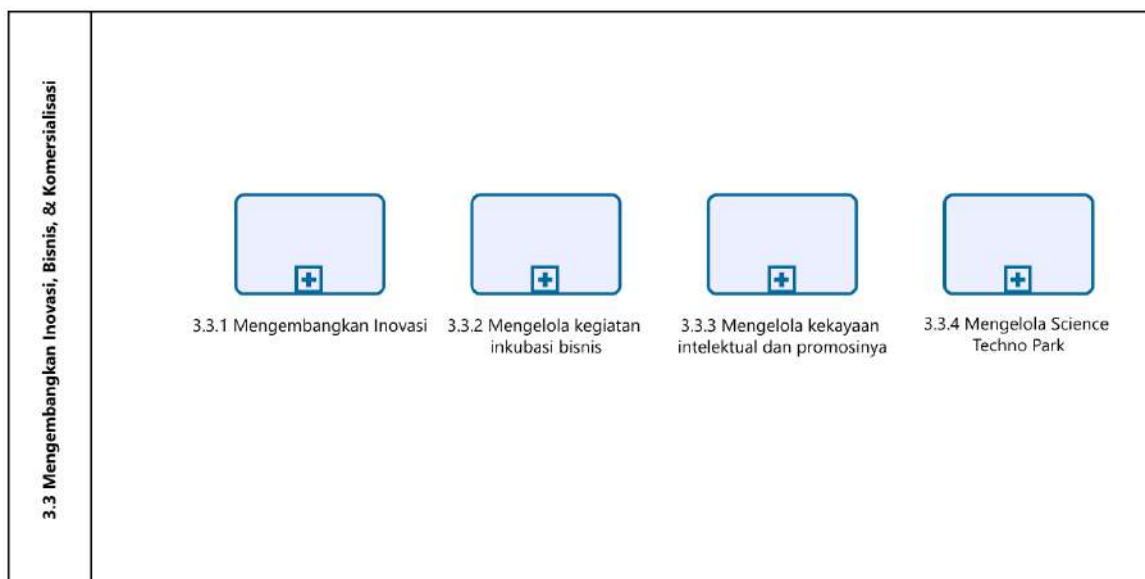 3.3 Mengembangkan Inovasi, Bisnis, & Komersialisasi
3.3.1 Mengembangkan Inovasi
3.3.2 Mengelola kegiatan
inkubasi bisnis
3.3.3 Mengelola kekayaan
intelektual dan promosinya
3.3.4 Mengelola Science
Techno Park